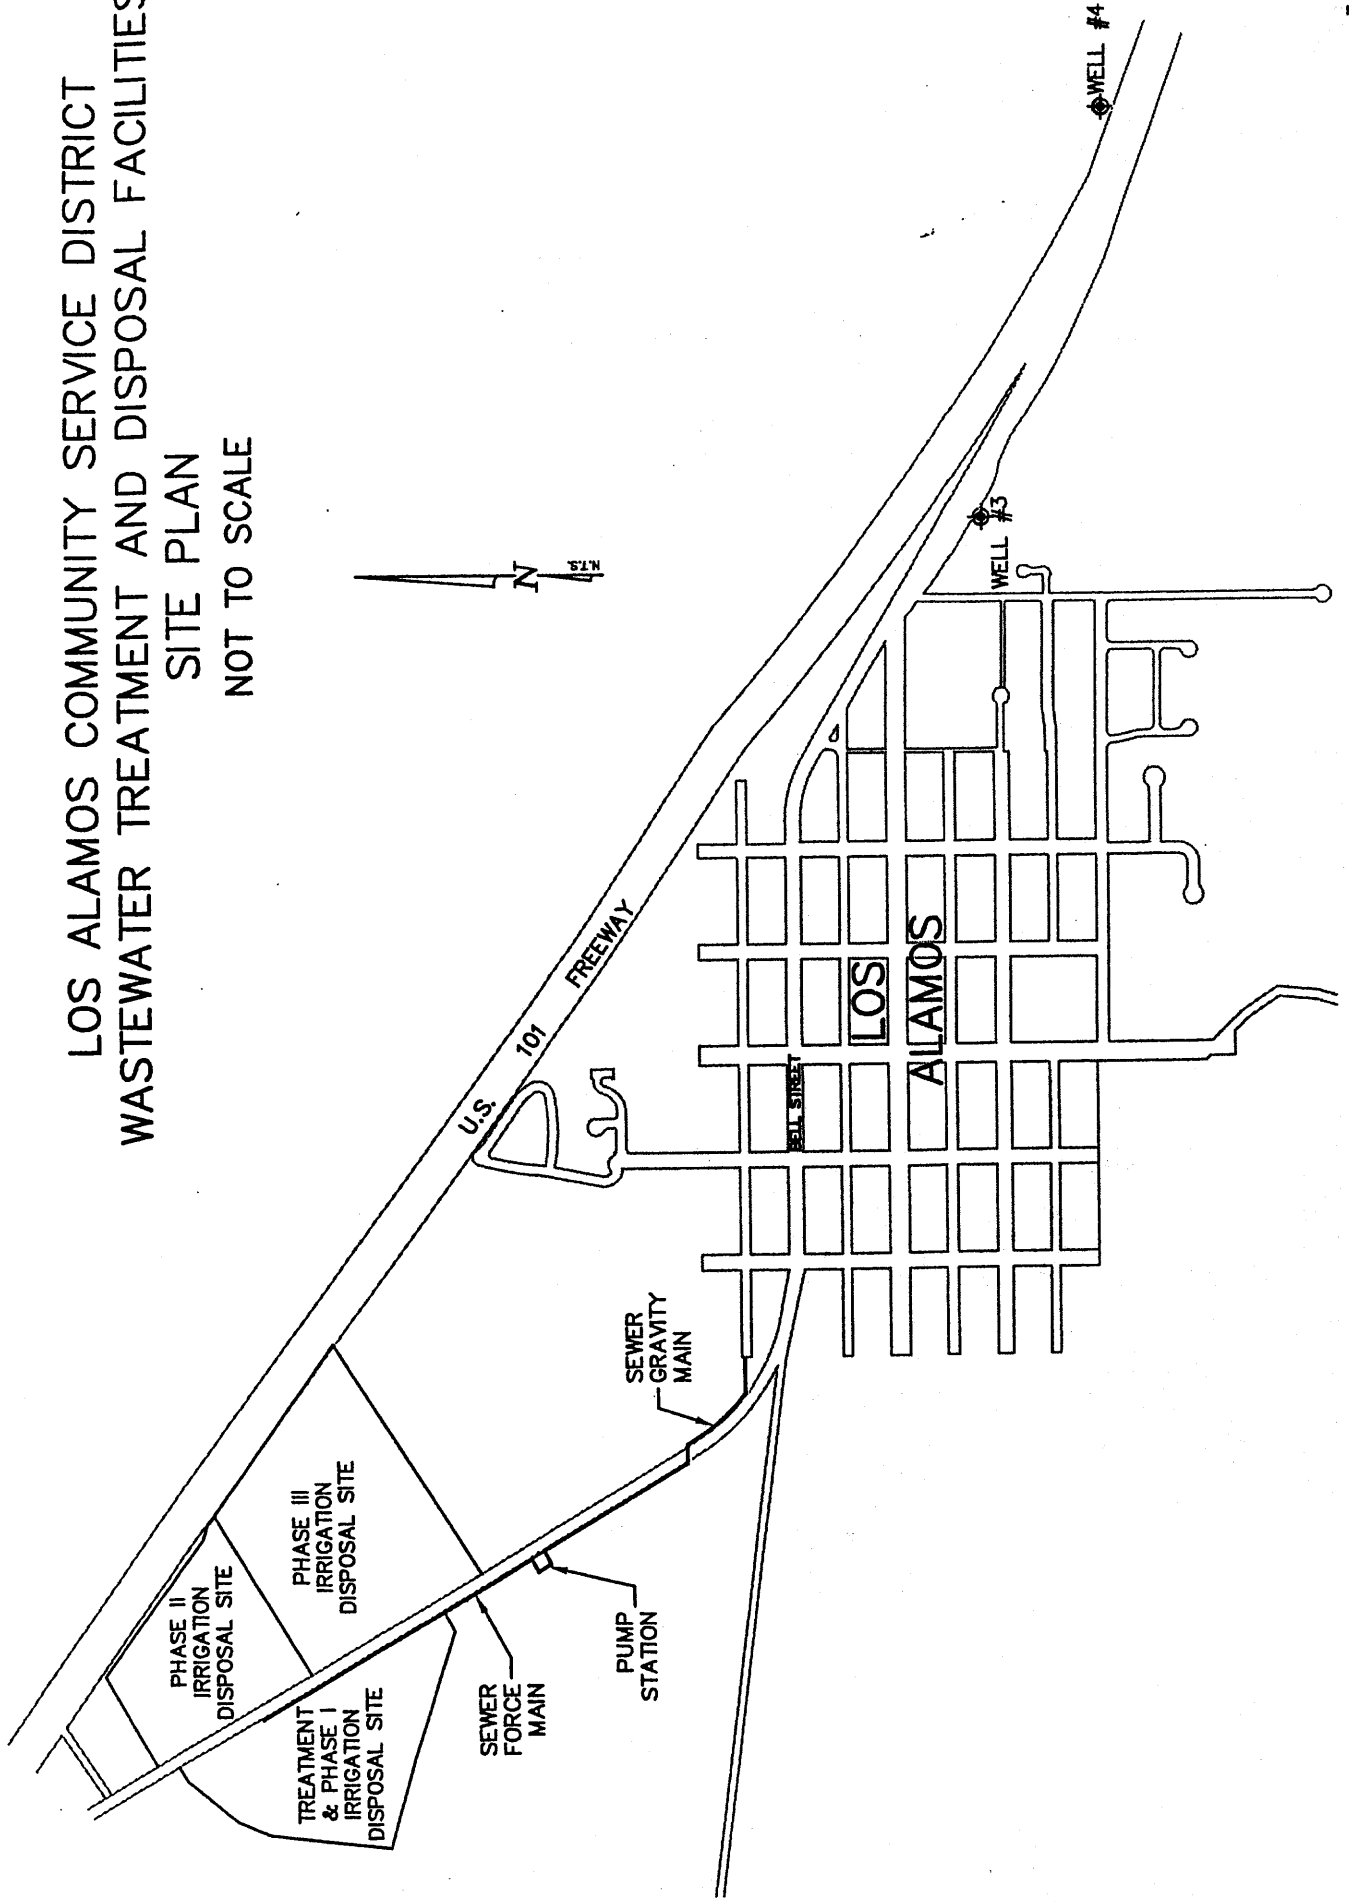 LOS ALAMOS COMMUNITY SERVICE DISTRICT
WASTEWATER TREATMENT AND DISPOSAL FACILITIES
SITE PLAN
NOT TO SCALE
N
N.T.S.
PHASE II
IRRIGATION
DISPOSAL SITE
PHASE III
IRRIGATION
DISPOSAL SITE
TREATMENT
& PHASE I
IRRIGATION
DISPOSAL SITE
SEWER
FORCE
MAIN
PUMP
STATION
SEWER
GRAVITY
MAIN
U.S. 101 FREEWAY
BELL STREET
LOS
ALAMOS
WELL #3
WELL #4